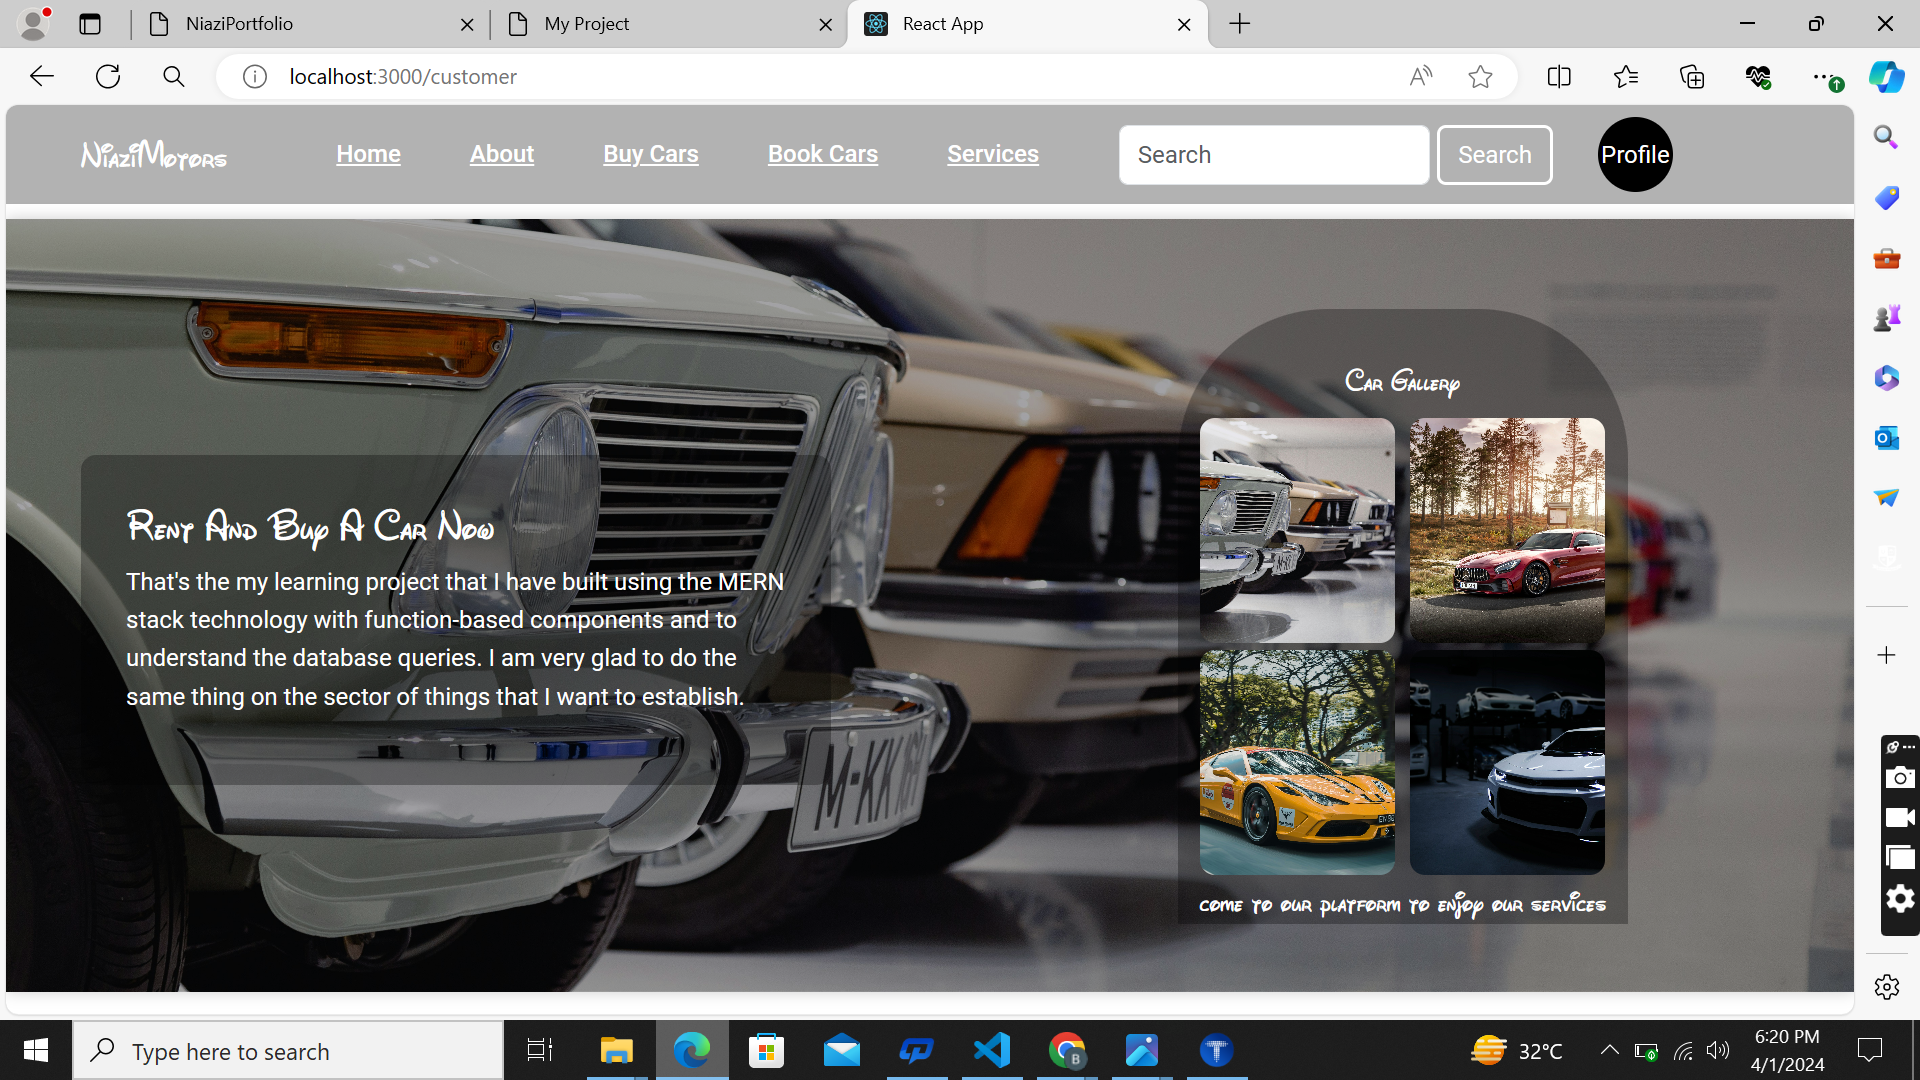 NiaziPortfolio
My Project
React App
localhost:3000/customer
NiaziMotors
Home
About
Buy Cars
Book Cars
Services
Search
Search
Profile
Car Gallery
Rent And Buy A Car Now
That's the my learning project that I have built using the MERN
stack technology with function-based components and to
understand the database queries. I am very glad to do the
same thing on the sector of things that I want to establish.
come to our platform to enjoy our services
Type here to search
32°C
6:20 PM
4/1/2024